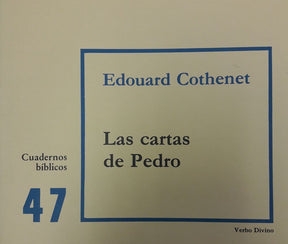 Edouard Cothenet
Las cartas
de Pedro
Cuadernos
bíblicos
47
Verbo Divino